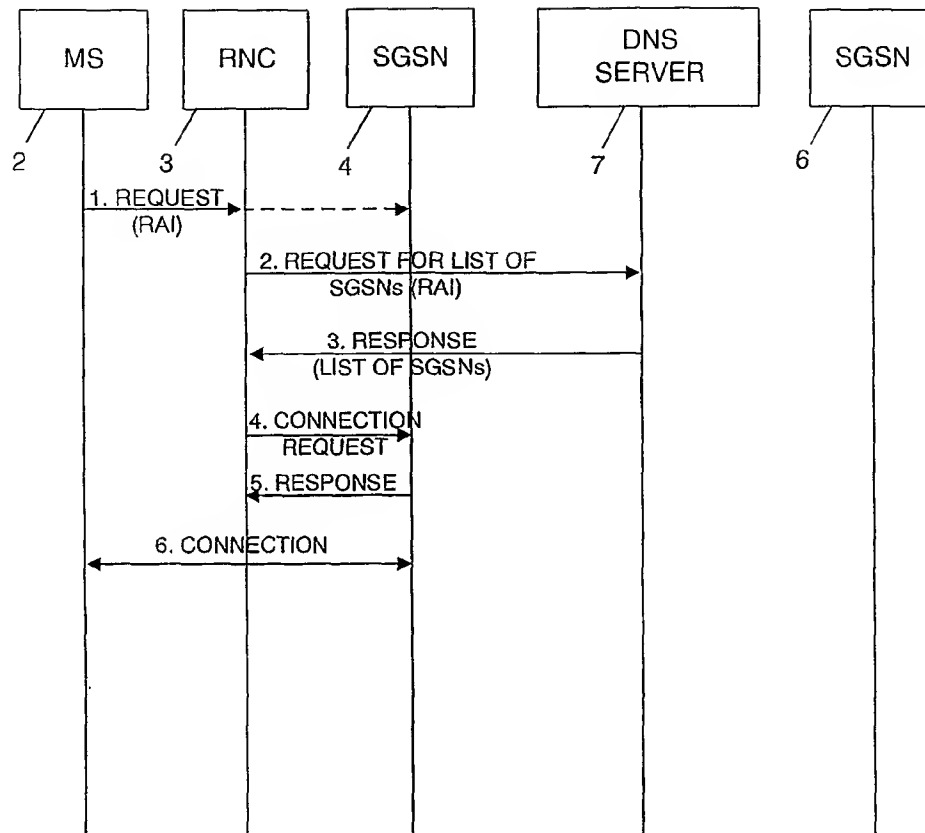 MS
RNC
SGSN
DNS
SERVER
SGSN
2
3
4
7
6
1. REQUEST
(RAI)
2. REQUEST FOR LIST OF
SGSNs (RAI)
3. RESPONSE
(LIST OF SGSNs)
4. CONNECTION
REQUEST
5. RESPONSE
6. CONNECTION